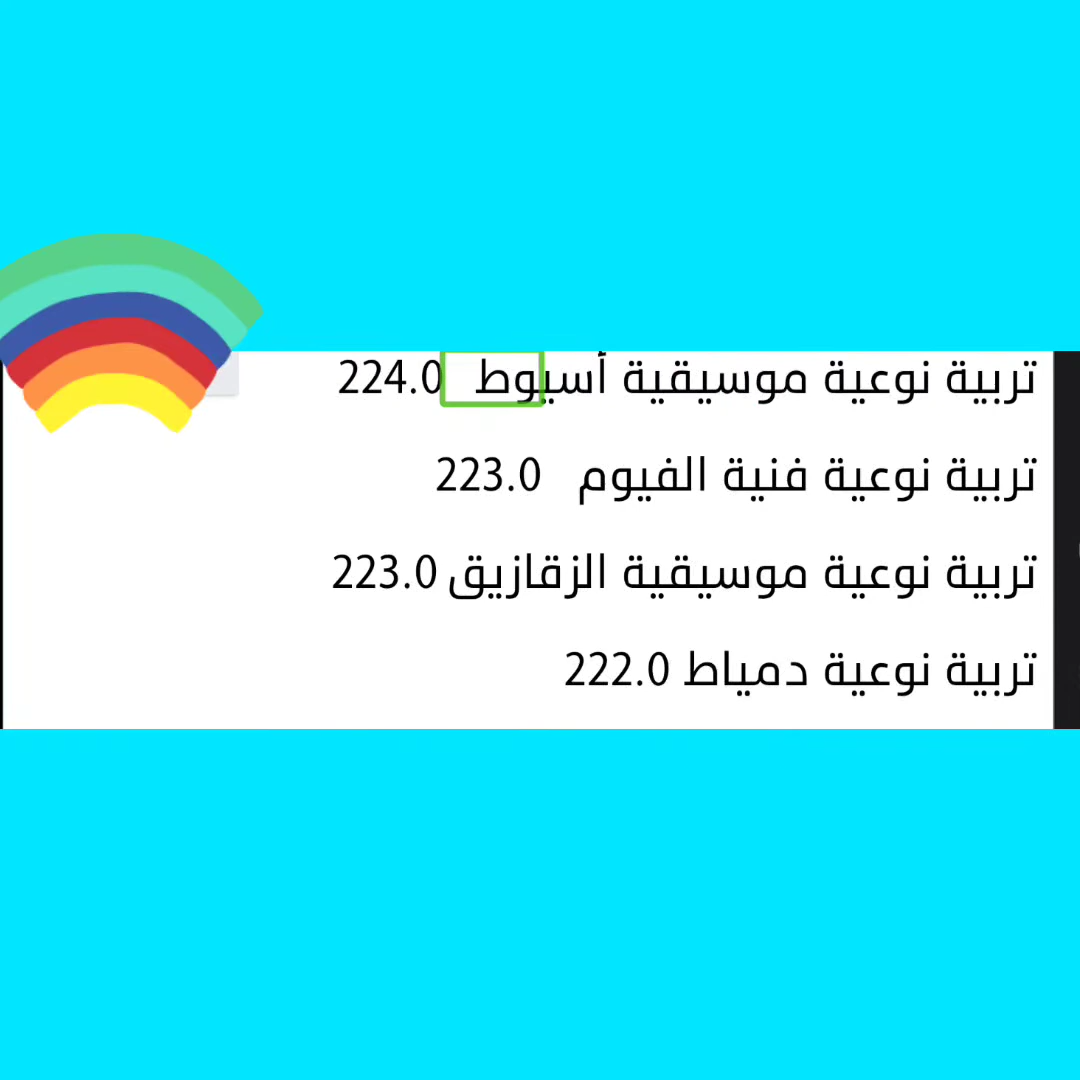 تربية نوعية موسيقية أسيوط 224.0
تربية نوعية فنية الفيوم 223.0
تربية نوعية موسيقية الزقازيق 223.0
تربية نوعية دمياط 222.0